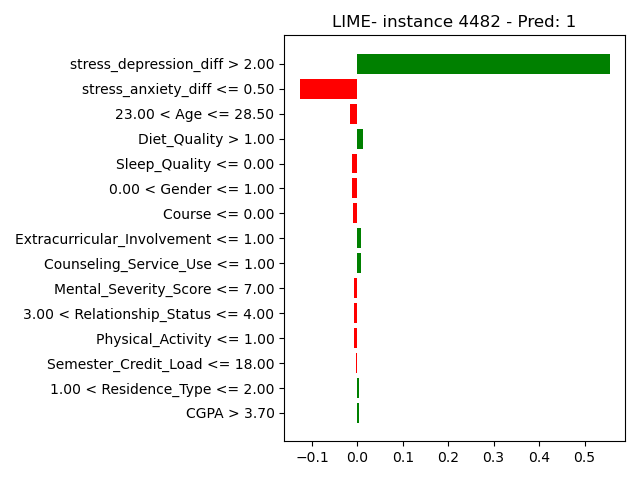 LIME- instance 4482 - Pred: 1
stress_depression_diff > 2.00
stress_anxiety_diff <= 0.50
23.00 < Age <= 28.50
Diet_Quality > 1.00
Sleep_Quality <= 0.00
0.00 < Gender <= 1.00
Course <= 0.00
Extracurricular_Involvement <= 1.00
Counseling_Service_Use <= 1.00
Mental_Severity_Score <= 7.00
3.00 < Relationship_Status <= 4.00
Physical_Activity <= 1.00
Semester_Credit_Load <= 18.00
1.00 < Residence_Type <= 2.00
CGPA > 3.70
−0.1 0.0 0.1 0.2 0.3 0.4 0.5